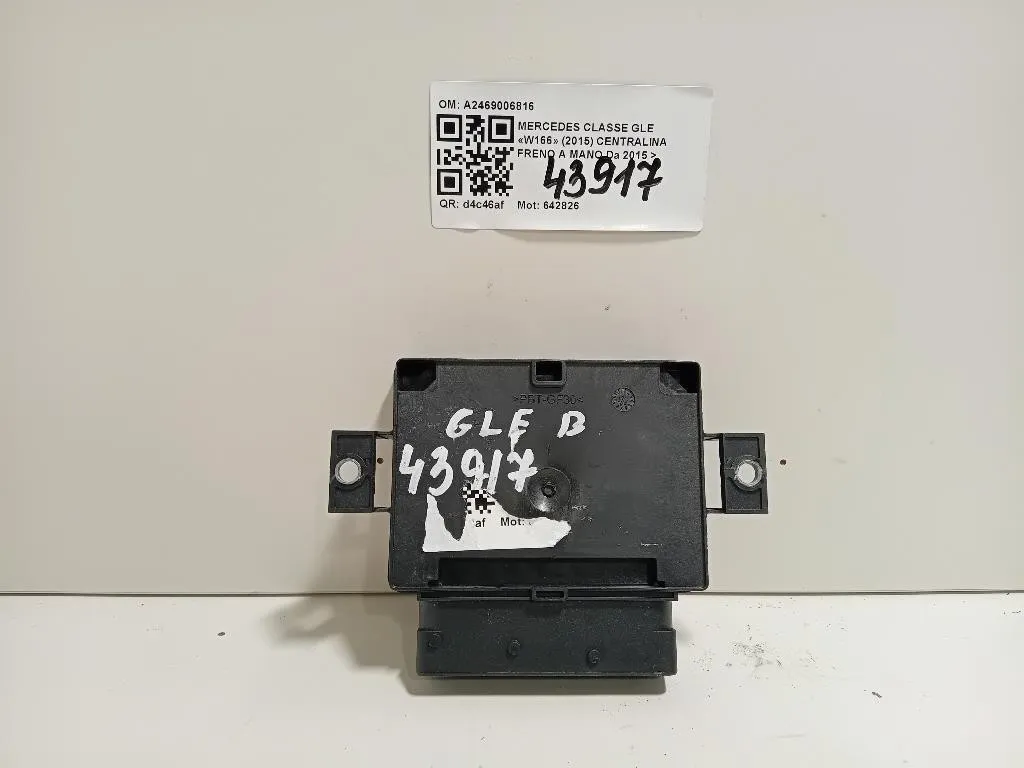 OM: A2469006816
MERCEDES CLASSE GLE
«W166» (2015) CENTRALINA
FRENO A MANO Da 2015 >
43917
QR: d4c46af Mot: 642826
>PBT-GF30<
GLE B
43917
af Mot: